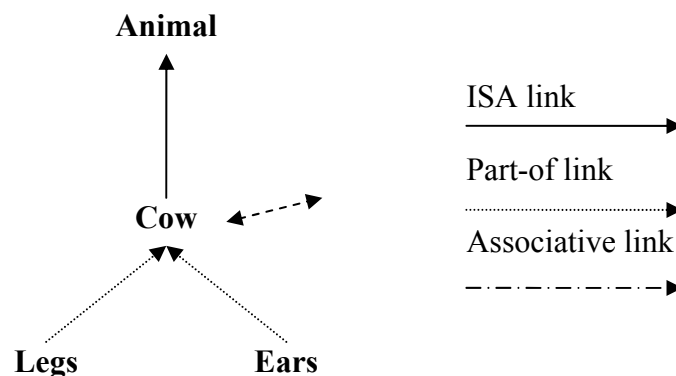 Animal
ISA link
Part-of link
Cow
Associative link
Legs Ears